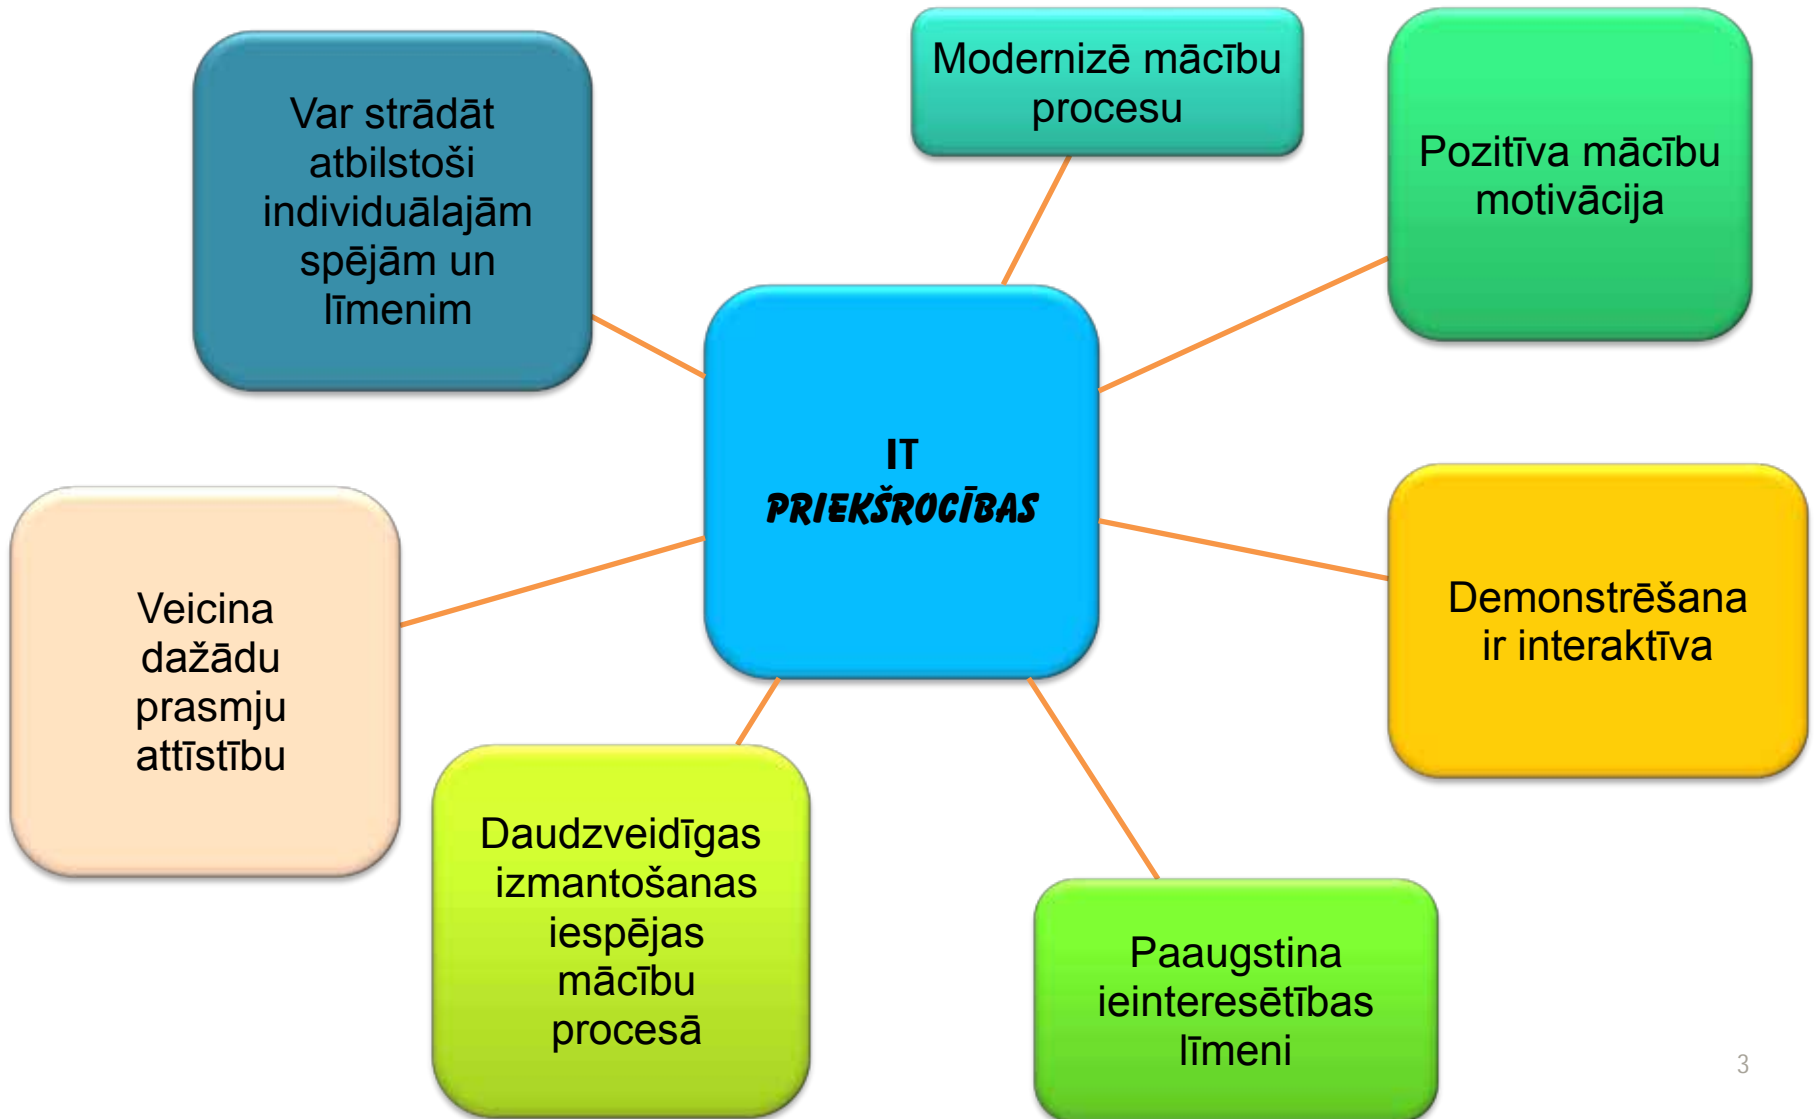 Var strādāt
atbilstoši
individuālajām
spējām un
līmenim
Modernizē mācību
procesu
Pozitīva mācību
motivācija
IT
PRIEKŠROCĪBAS
Veicina
dažādu
prasmju
attīstību
Demonstrēšana
ir interaktīva
Daudzveidīgas
izmantošanas
iespējas
mācību
procesā
Paaugstina
ieinteresētības
līmeni
3